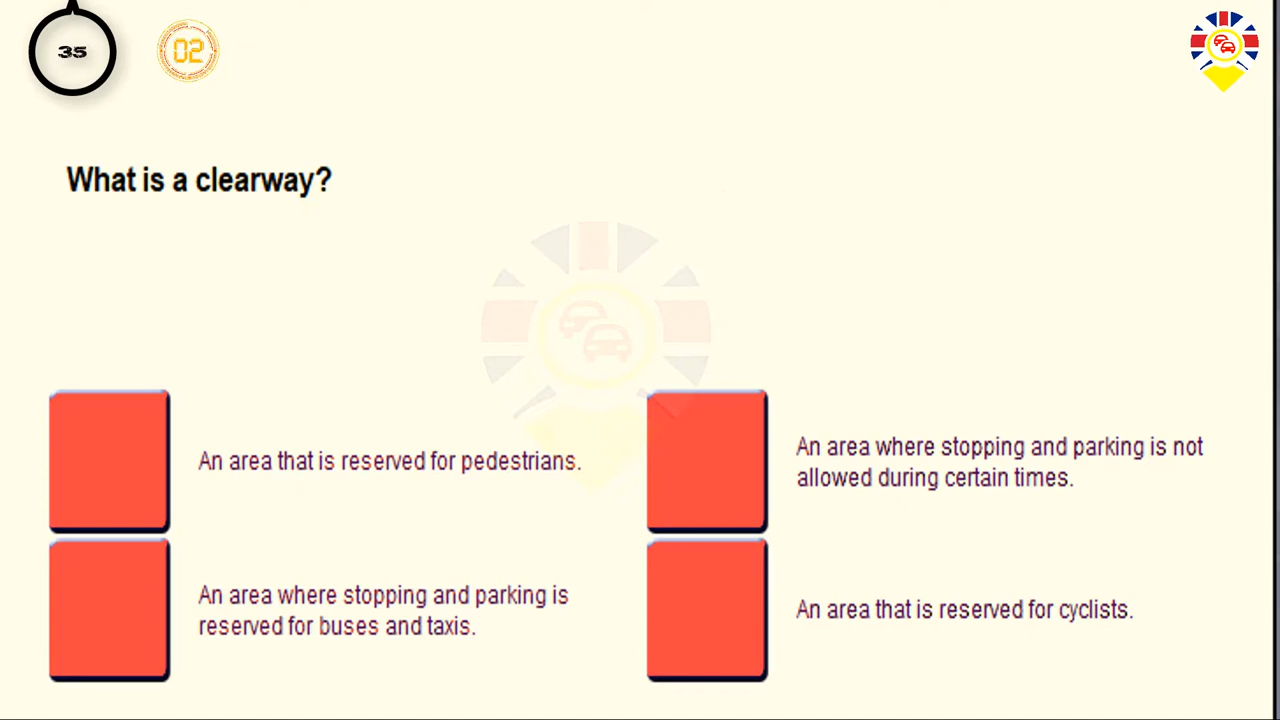 35
02
What is a clearway?
An area that is reserved for pedestrians.
An area where stopping and parking is not
allowed during certain times.
An area where stopping and parking is
reserved for buses and taxis.
An area that is reserved for cyclists.